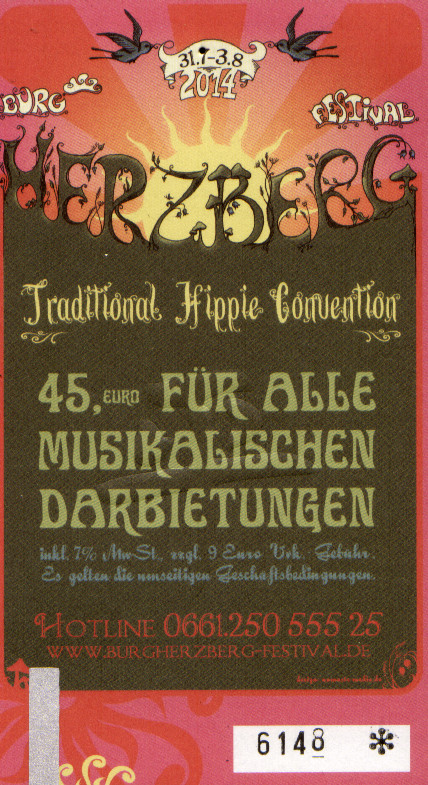 31.7-3.8
2014
BURG
FESTIVAL
HERZBERG
Traditional Hippie Convention
45,EURO FÜR ALLE
MUSIKALISCHEN
DARBIETUNGEN
inkl. 7% Mw-St., zzgl. 9 Euro Vvk. Gebühr.
Es gelten die umseitigen Geschäftsbedingungen.
HOTLINE 0661.250 555 25
WWW.BURGHERZBERG-FESTIVAL.DE
6148 *